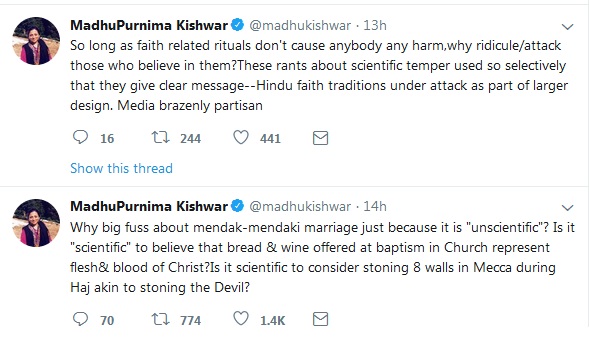 MadhuPurnima Kishwar @madhukishwar · 13h
So long as faith related rituals don't cause anybody any harm,why ridicule/attack
those who believe in them?These rants about scientific temper used so selectively
that they give clear message--Hindu faith traditions under attack as part of larger
design. Media brazenly partisan
16 244 441
Show this thread
MadhuPurnima Kishwar @madhukishwar · 14h
Why big fuss about mendak-mendaki marriage just because it is "unscientific"? Is it
"scientific" to believe that bread & wine offered at baptism in Church represent
flesh& blood of Christ?Is it scientific to consider stoning 8 walls in Mecca during
Haj akin to stoning the Devil?
70 774 1.4K